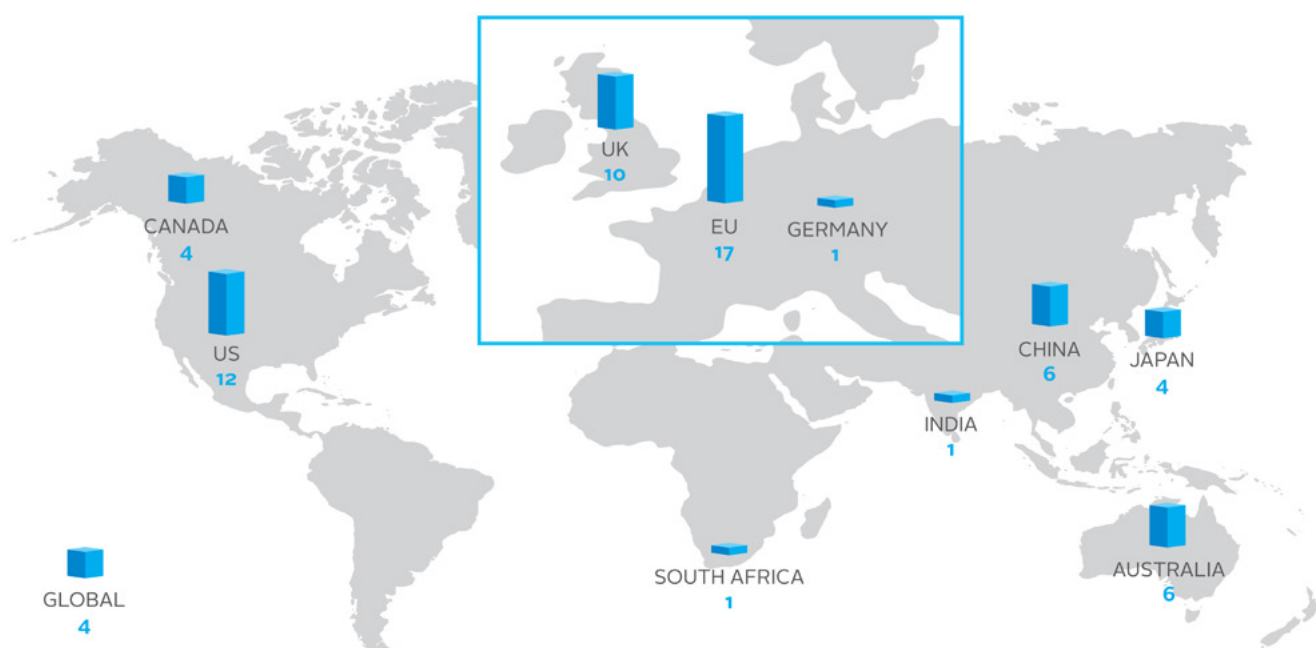 UK
10
EU
17
GERMANY
1
CANADA
4
US
12
CHINA
6
JAPAN
4
INDIA
1
SOUTH AFRICA
1
AUSTRALIA
6
GLOBAL
4